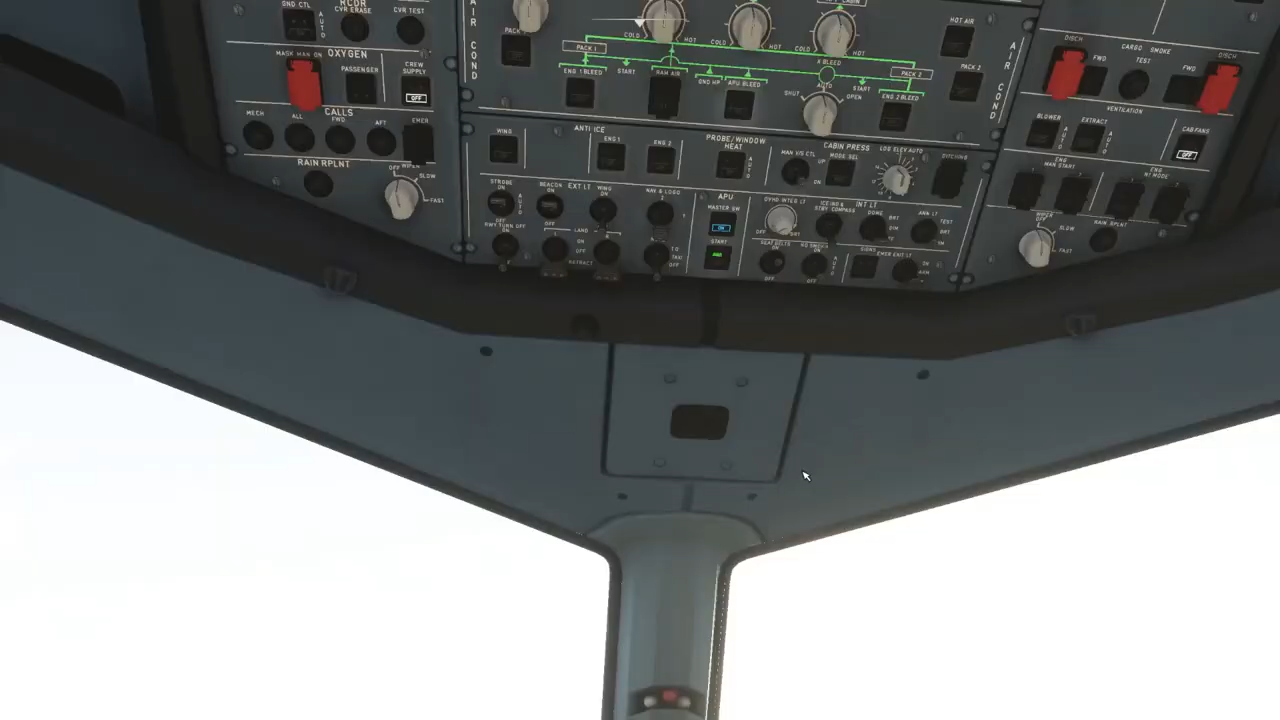 RCDR
GND CTL
CVR ERASE
CVR TEST
AUTO
MASK MAN ON
OXYGEN
PASSENGER
CREW SUPPLY
OFF
CALLS
MECH
ALL
FWD
AFT
EMER
RAIN RPLNT
WIPER
OFF
SLOW
FAST
AIR COND
PACK
COLD
HOT
COLD
HOT
COLD
HOT
HOT AIR
PACK 1
X BLEED
PACK 2
PACK 2
ENG 1 BLEED
START
RAM AIR
GND HP
APU BLEED
AUTO
SHUT
OPEN
START
ENG 2 BLEED
AIR COND
ANTI ICE
WING
ENG 1
ENG 2
PROBE/WINDOW HEAT
AUTO
CABIN PRESS
MAN V/S CTL
UP
DN
MODE SEL
LDG ELEV AUTO
DITCHING
STROBE
ON
AUTO
BEACON
ON
OFF
EXT LT
WING
ON
NAV & LOGO
2
1
RWY TURN OFF
ON
LAND
ON
OFF
RETRACT
T.O
TAXI
OFF
APU
MASTER SW
ON
START
INT LT
OVHD INTEG LT
OFF
BRT
ICE IND & STBY COMPASS
DOME
BRT
DIM
ANN LT
TEST
BRT
DIM
SEAT BELTS
ON
OFF
NO SMOKING
ON
AUTO
OFF
SIGNS
EMER EXIT LT
ON
ARM
CARGO SMOKE
DISCH
FWD
TEST
FWD
DISCH
VENTILATION
BLOWER
AUTO
EXTRACT
AUTO
CAB FANS
OFF
ENG
MAN START
ENG
N1 MODE
WIPER
OFF
SLOW
FAST
RAIN RPLNT